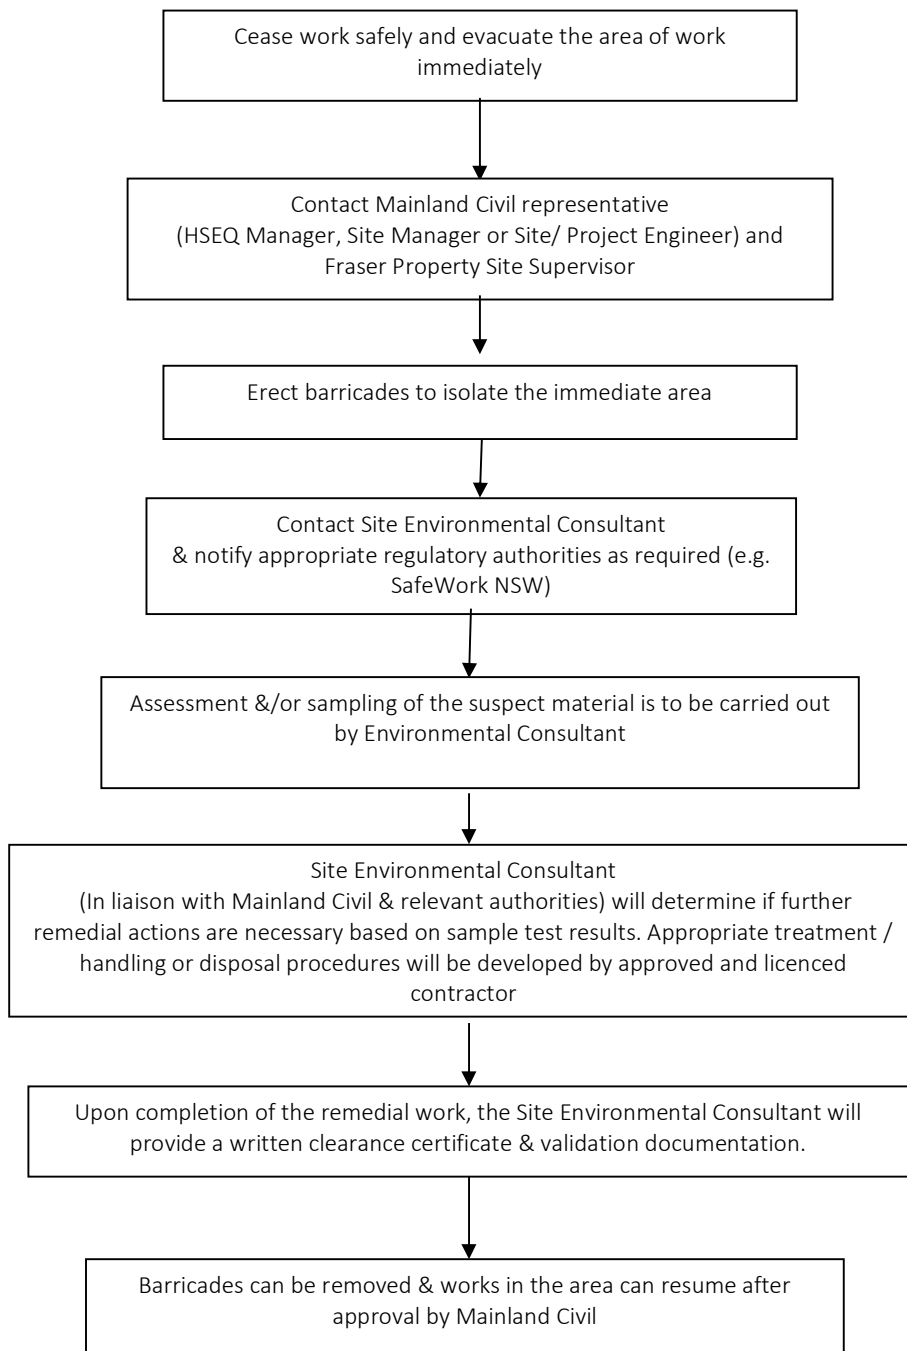 Cease work safely and evacuate the area of work
immediately
Contact Mainland Civil representative
(HSEQ Manager, Site Manager or Site/ Project Engineer) and
Fraser Property Site Supervisor
Erect barricades to isolate the immediate area
Contact Site Environmental Consultant
& notify appropriate regulatory authorities as required (e.g.
SafeWork NSW)
Assessment &/or sampling of the suspect material is to be carried out
by Environmental Consultant
Site Environmental Consultant
(In liaison with Mainland Civil & relevant authorities) will determine if further
remedial actions are necessary based on sample test results. Appropriate treatment /
handling or disposal procedures will be developed by approved and licenced
contractor
Upon completion of the remedial work, the Site Environmental Consultant will
provide a written clearance certificate & validation documentation.
Barricades can be removed & works in the area can resume after
approval by Mainland Civil